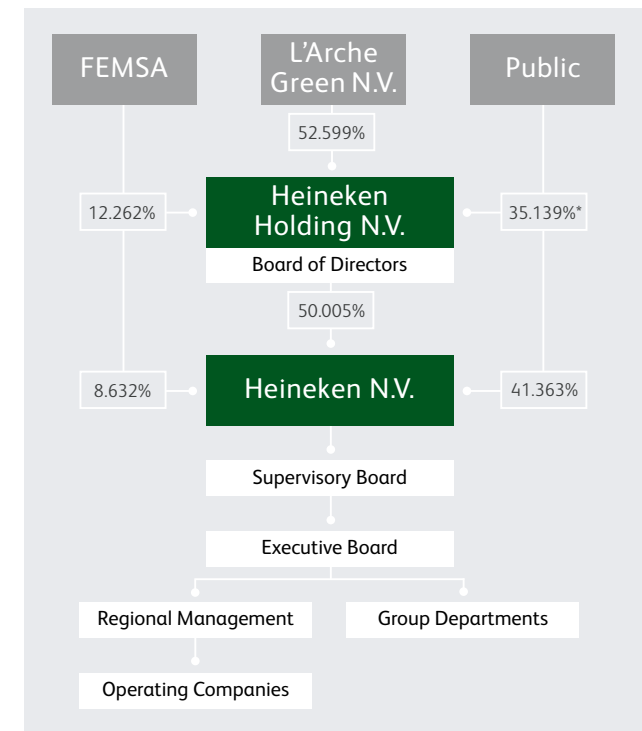 FEMSA
L'Arche
Green N.V.
Public
52.599%
12.262%
Heineken
Holding N.V.
35.139%*
Board of Directors
50.005%
8.632%
Heineken N.V.
41.363%
Supervisory Board
Executive Board
Regional Management
Group Departments
Operating Companies